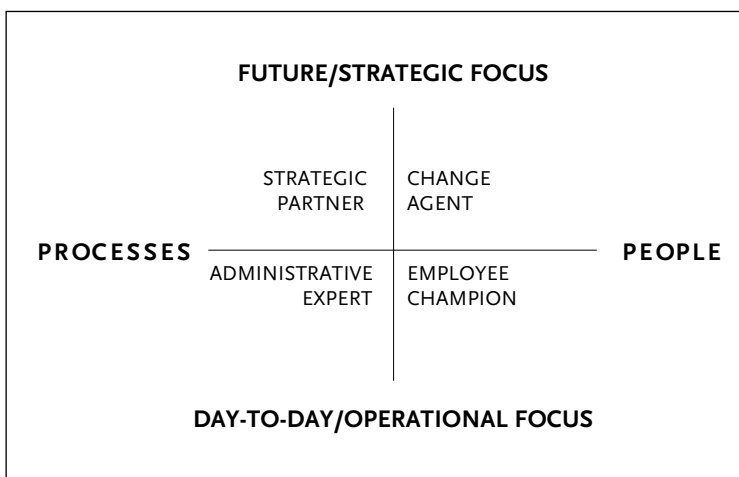 FUTURE/STRATEGIC FOCUS
STRATEGIC
PARTNER
CHANGE
AGENT
PROCESSES
PEOPLE
ADMINISTRATIVE
EXPERT
EMPLOYEE
CHAMPION
DAY-TO-DAY/OPERATIONAL FOCUS